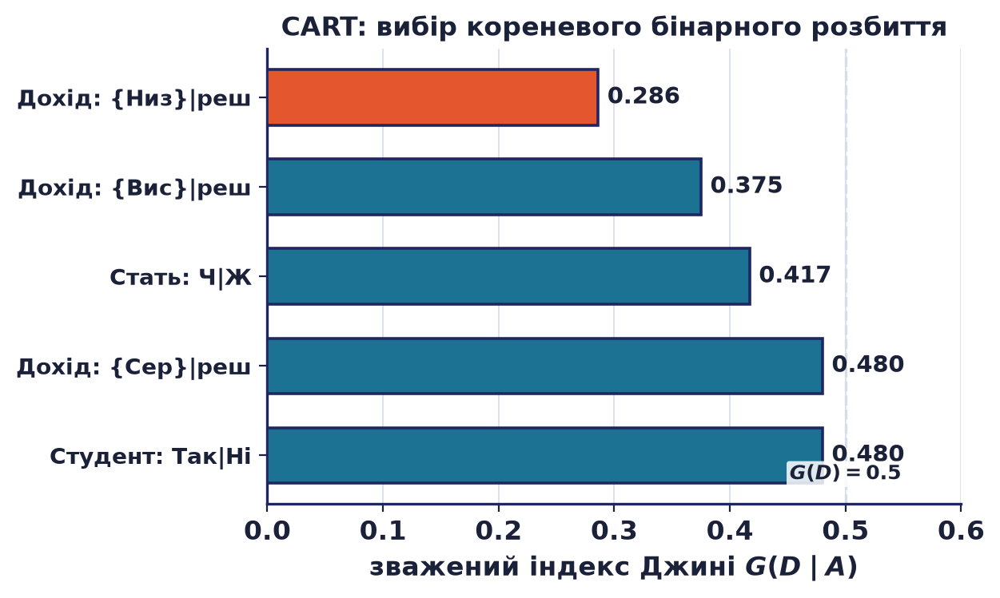 CART: вибір кореневого бінарного розбиття
Дохід: {Низ}|реш
0.286
Дохід: {Вис}|реш
0.375
Стать: Ч|Ж
0.417
Дохід: {Сер}|реш
0.480
Студент: Так|Ні
0.480
G(D) = 0.5
0.0 0.1 0.2 0.3 0.4 0.5 0.6
зважений індекс Джині G(D | A)